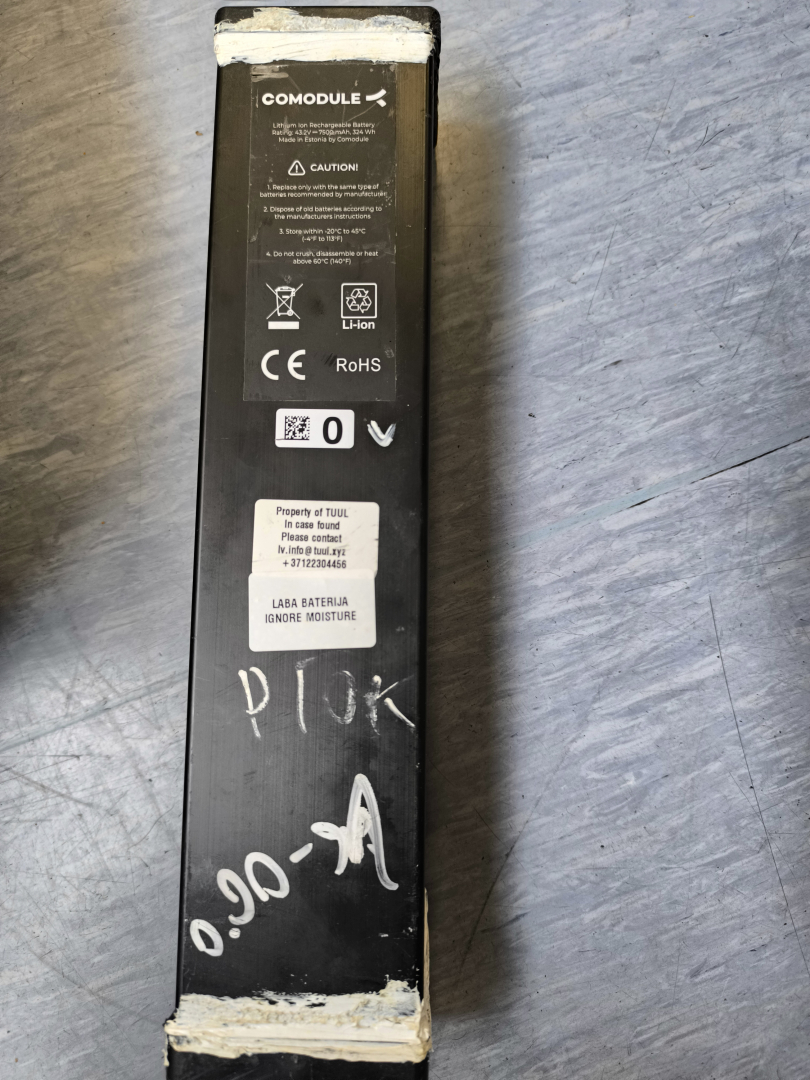 COMODULE
Lithium Ion Rechargeable Battery
Rating: 43.2V ⎓ 7500 mAh, 324 Wh
Made in Estonia by Comodule
CAUTION!
1. Replace only with the same type of
batteries recommended by manufacturer
2. Dispose of old batteries according to
the manufacturers instructions
3. Store within -20°C to 45°C
(-4°F to 113°F)
4. Do not crush, disassemble or heat
above 60°C (140°F)
Li-ion
CE RoHS
0
Property of TUUL
In case found
Please contact
lv.info@tuul.xyz
+37122304456
LABA BATERIJA
IGNORE MOISTURE